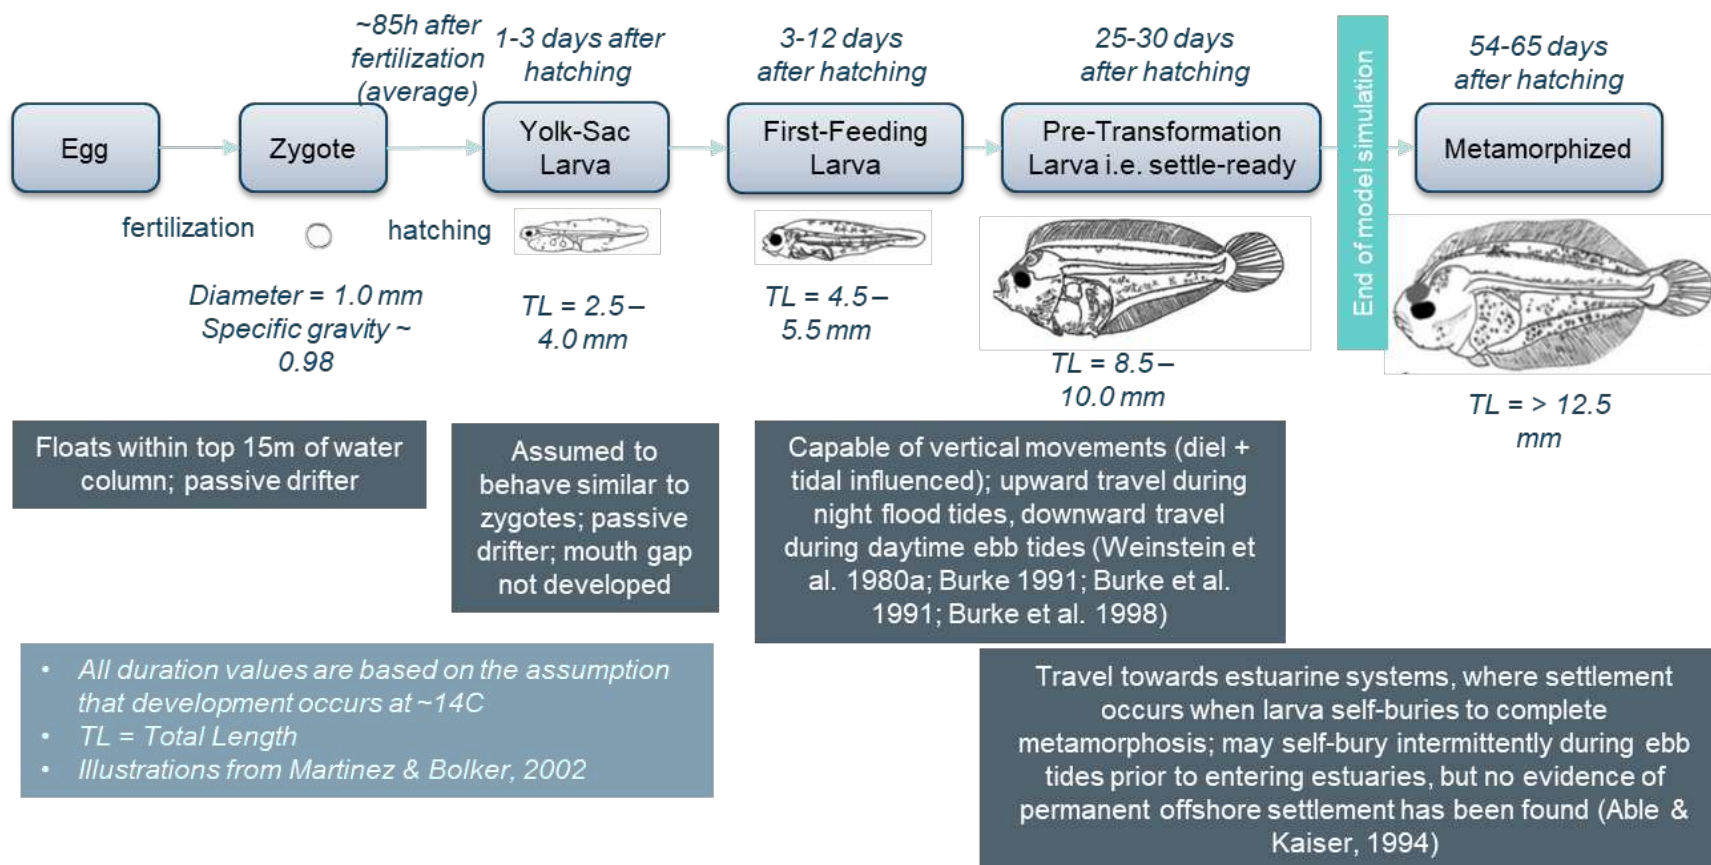 ~85h after
fertilization
(average)
1-3 days after
hatching
3-12 days
after hatching
25-30 days
after hatching
54-65 days
after hatching
Egg
Zygote
Yolk-Sac
Larva
First-Feeding
Larva
Pre-Transformation
Larva i.e. settle-ready
End of model simulation
Metamorphized
fertilization
hatching
Diameter = 1.0 mm
Specific gravity ~
0.98
TL = 2.5 –
4.0 mm
TL = 4.5 –
5.5 mm
TL = 8.5 –
10.0 mm
TL = > 12.5
mm
Floats within top 15m of water
column; passive drifter
Assumed to
behave similar to
zygotes; passive
drifter; mouth gap
not developed
Capable of vertical movements (diel +
tidal influenced); upward travel during
night flood tides, downward travel
during daytime ebb tides (Weinstein et
al. 1980a; Burke 1991; Burke et al.
1991; Burke et al. 1998)
• All duration values are based on the assumption
that development occurs at ~14C
• TL = Total Length
• Illustrations from Martinez & Bolker, 2002
Travel towards estuarine systems, where settlement
occurs when larva self-buries to complete
metamorphosis; may self-bury intermittently during ebb
tides prior to entering estuaries, but no evidence of
permanent offshore settlement has been found (Able &
Kaiser, 1994)